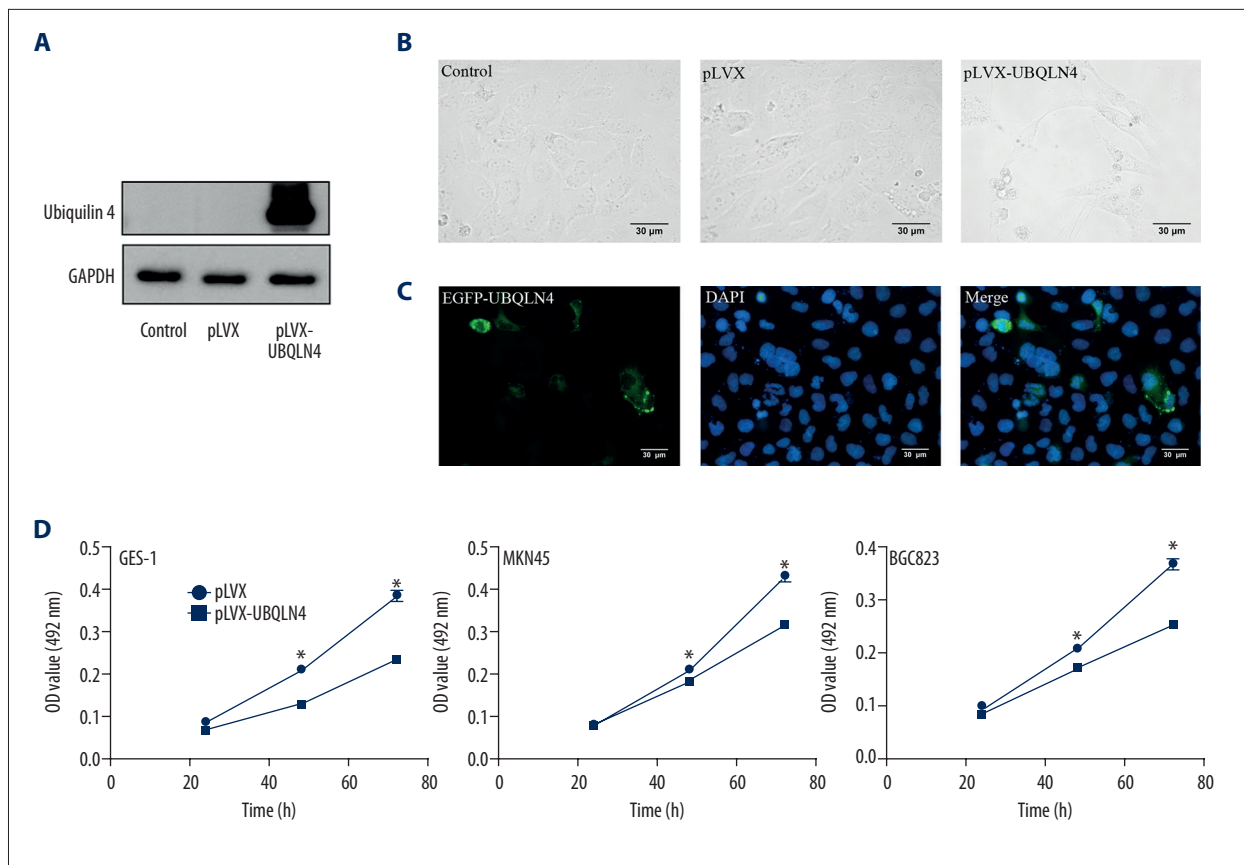 A
Ubiquilin 4
GAPDH
Control
pLVX
pLVX-
UBQLN4
B
Control
30 μm
pLVX
30 μm
pLVX-UBQLN4
30 μm
C
EGFP-UBQLN4
30 μm
DAPI
30 μm
Merge
30 μm
D
GES-1
pLVX
pLVX-UBQLN4
*
*
OD value (492 nm)
0.5
0.4
0.3
0.2
0.1
0.0
0 20 40 60 80
Time (h)
MKN45
*
*
OD value (492 nm)
0.5
0.4
0.3
0.2
0.1
0.0
0 20 40 60 80
Time (h)
BGC823
*
*
OD value (492 nm)
0.4
0.3
0.2
0.1
0.0
0 20 40 60 80
Time (h)